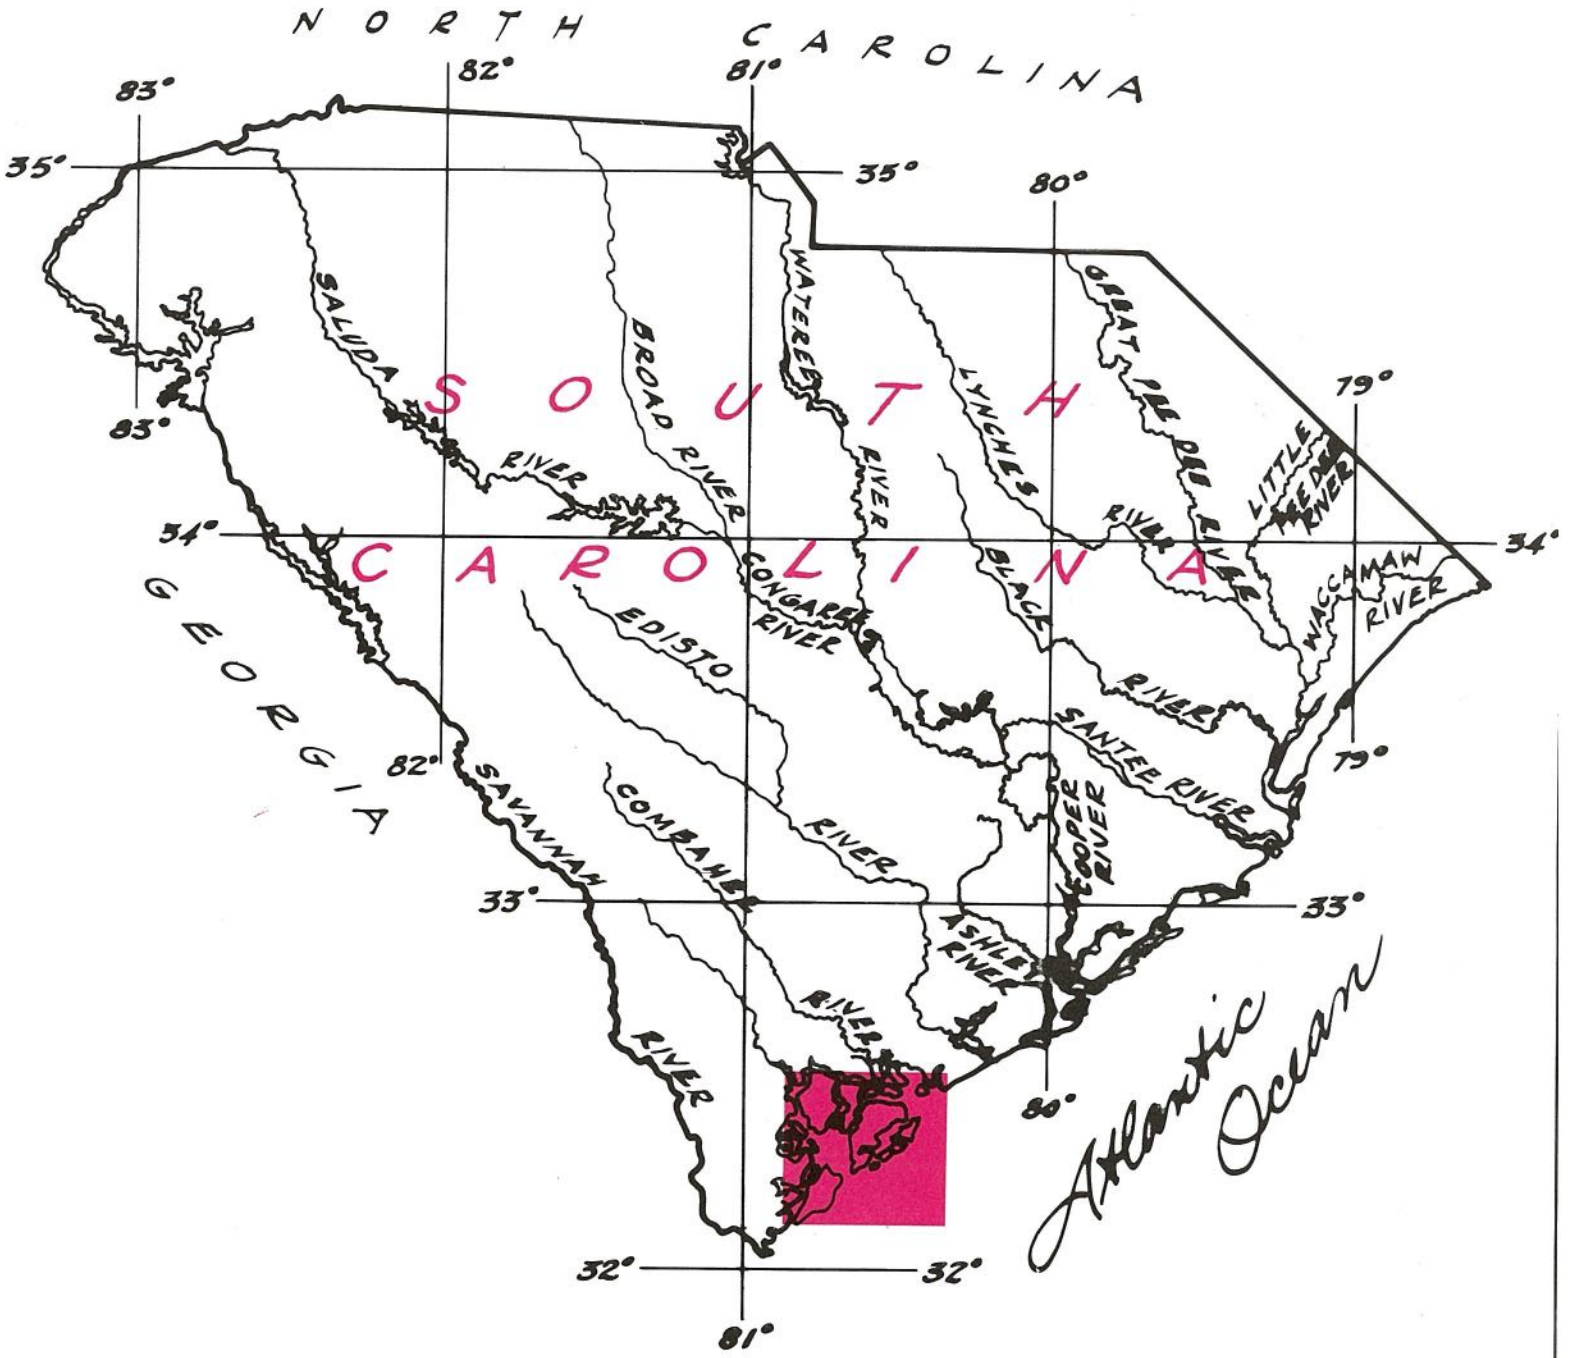 NORTH CAROLINA
83°
82°
81°
35°
35°
80°
SALUDA
RIVER
BROAD RIVER
WATEREE
RIVER
LYNCHES
RIVER
GREAT PEE DEE RIVER
79°
LITTLE
PEE DEE
RIVER
83°
SOUTH
CAROLINA
34°
34°
GEORGIA
CONGAREE
RIVER
BLACK
RIVER
WACCAMAW
RIVER
EDISTO
RIVER
SANTEE RIVER
82°
79°
SAVANNAH
RIVER
COMBAHEE
RIVER
COOPER
RIVER
33°
33°
ASHLEY
RIVER
80°
Atlantic
Ocean
32°
32°
81°